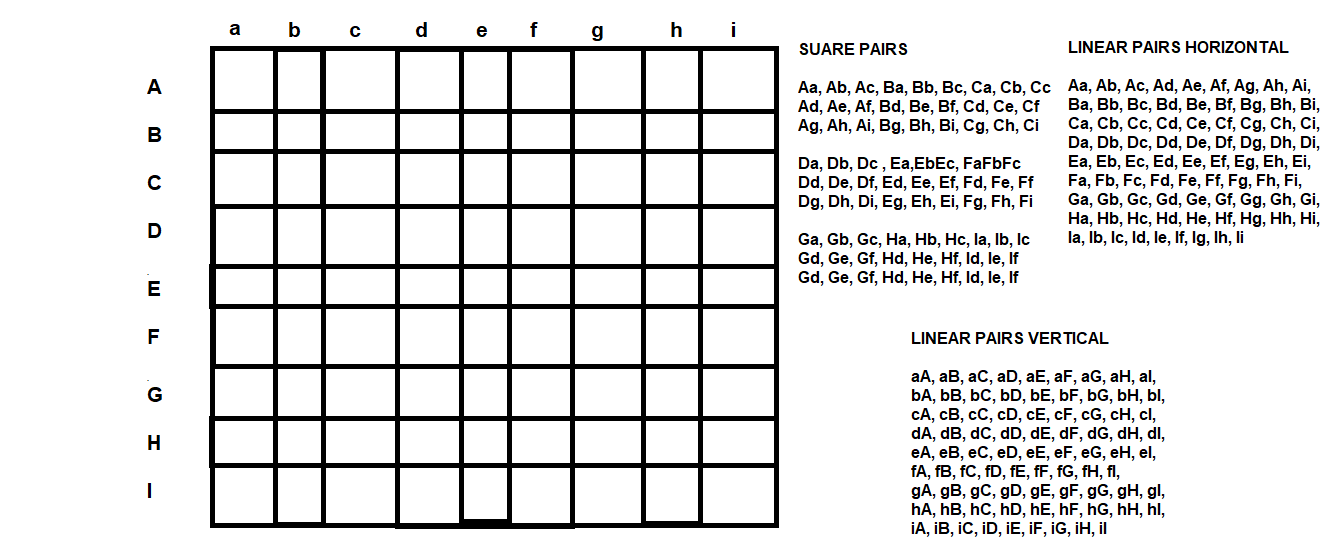 a b c d e f g h i
A
B
C
D
E
F
G
H
I
SUARE PAIRS
Aa, Ab, Ac, Ba, Bb, Bc, Ca, Cb, Cc
Ad, Ae, Af, Bd, Be, Bf, Cd, Ce, Cf
Ag, Ah, Ai, Bg, Bh, Bi, Cg, Ch, Ci
Da, Db, Dc , Ea,EbEc, FaFbFc
Dd, De, Df, Ed, Ee, Ef, Fd, Fe, Ff
Dg, Dh, Di, Eg, Eh, Ei, Fg, Fh, Fi
Ga, Gb, Gc, Ha, Hb, Hc, Ia, Ib, Ic
Gd, Ge, Gf, Hd, He, Hf, Id, Ie, If
Gd, Ge, Gf, Hd, He, Hf, Id, Ie, If
LINEAR PAIRS HORIZONTAL
Aa, Ab, Ac, Ad, Ae, Af, Ag, Ah, Ai,
Ba, Bb, Bc, Bd, Be, Bf, Bg, Bh, Bi,
Ca, Cb, Cc, Cd, Ce, Cf, Cg, Ch, Ci,
Da, Db, Dc, Dd, De, Df, Dg, Dh, Di,
Ea, Eb, Ec, Ed, Ee, Ef, Eg, Eh, Ei,
Fa, Fb, Fc, Fd, Fe, Ff, Fg, Fh, Fi,
Ga, Gb, Gc, Gd, Ge, Gf, Gg, Gh, Gi,
Ha, Hb, Hc, Hd, He, Hf, Hg, Hh, Hi,
Ia, Ib, Ic, Id, Ie, If, Ig, Ih, Ii
LINEAR PAIRS VERTICAL
aA, aB, aC, aD, aE, aF, aG, aH, aI,
bA, bB, bC, bD, bE, bF, bG, bH, bI,
cA, cB, cC, cD, cE, cF, cG, cH, cI,
dA, dB, dC, dD, dE, dF, dG, dH, dI,
eA, eB, eC, eD, eE, eF, eG, eH, eI,
fA, fB, fC, fD, fE, fF, fG, fH, fI,
gA, gB, gC, gD, gE, gF, gG, gH, gI,
hA, hB, hC, hD, hE, hF, hG, hH, hI,
iA, iB, iC, iD, iE, iF, iG, iH, iI